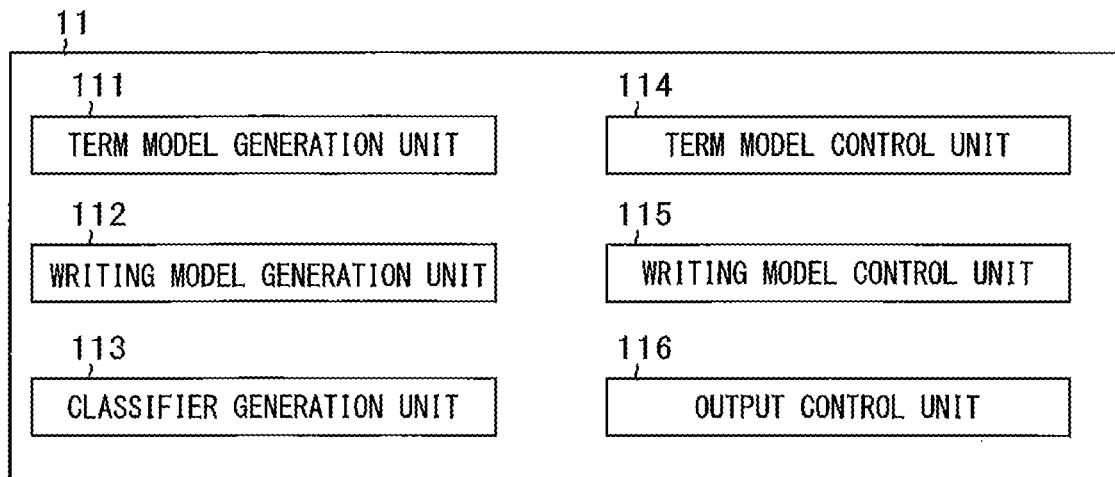 11
111
TERM MODEL GENERATION UNIT
114
TERM MODEL CONTROL UNIT
112
WRITING MODEL GENERATION UNIT
115
WRITING MODEL CONTROL UNIT
113
CLASSIFIER GENERATION UNIT
116
OUTPUT CONTROL UNIT